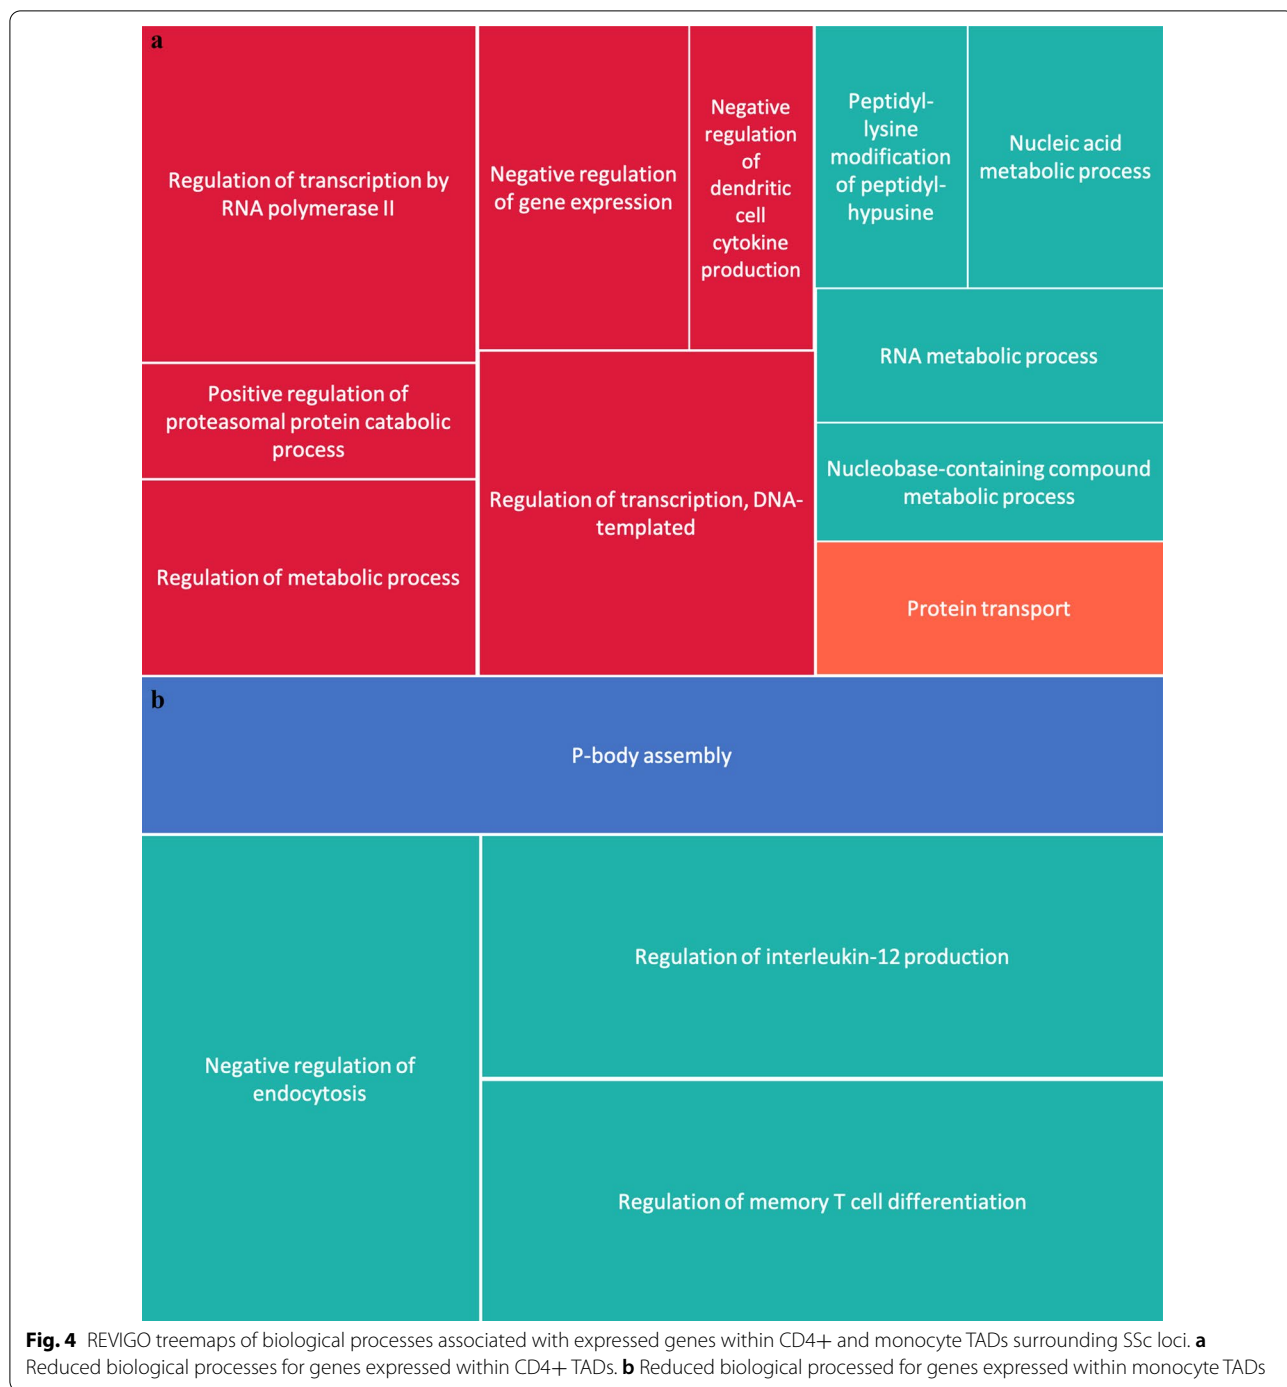 a
Regulation of transcription by
RNA polymerase II
Positive regulation of
proteasomal protein catabolic
process
Regulation of metabolic process
Negative regulation
of gene expression
Negative
regulation
of
dendritic
cell
cytokine
production
Regulation of transcription, DNA-
templated
Peptidyl-
lysine
modification
of peptidyl-
hypusine
Nucleic acid
metabolic process
RNA metabolic process
Nucleobase-containing compound
metabolic process
Protein transport
b
P-body assembly
Negative regulation of
endocytosis
Regulation of interleukin-12 production
Regulation of memory T cell differentiation
Fig. 4 REVIGO treemaps of biological processes associated with expressed genes within CD4+ and monocyte TADs surrounding SSc loci. a
Reduced biological processes for genes expressed within CD4+ TADs. b Reduced biological processed for genes expressed within monocyte TADs